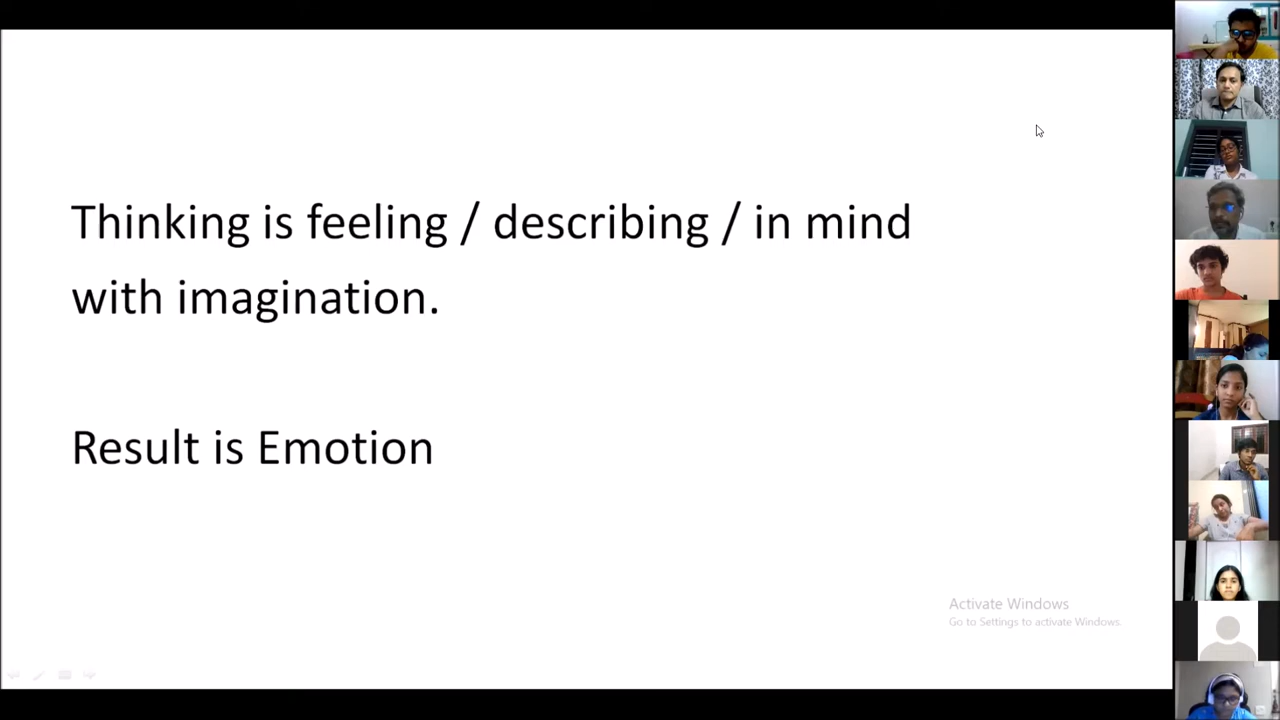 Thinking is feeling / describing / in mind
with imagination.
Result is Emotion
Activate Windows
Go to Settings to activate Windows.